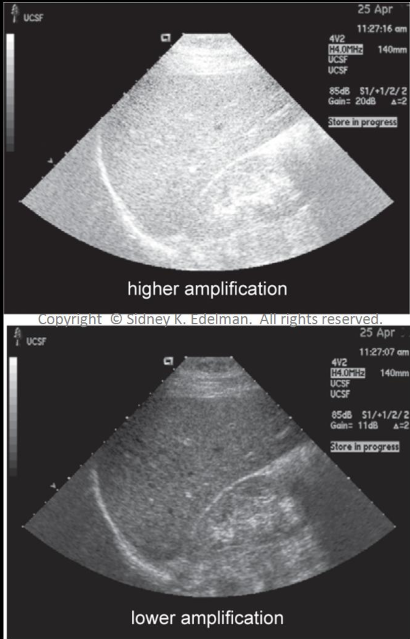 25 Apr
UCSF
11:27:16 am
4V2
H4.0MHz 140mm
UCSF
UCSF
85dB S1/+1/2/2
Gain= 20dB Δ=2
Store in progress
higher amplification
Copyright © Sidney K. Edelman. All rights reserved.
25 Apr
UCSF
11:27:07 am
4V2
H4.0MHz 140mm
UCSF
UCSF
85dB S1/+1/2/2
Gain= 11dB Δ=2
Store in progress
lower amplification